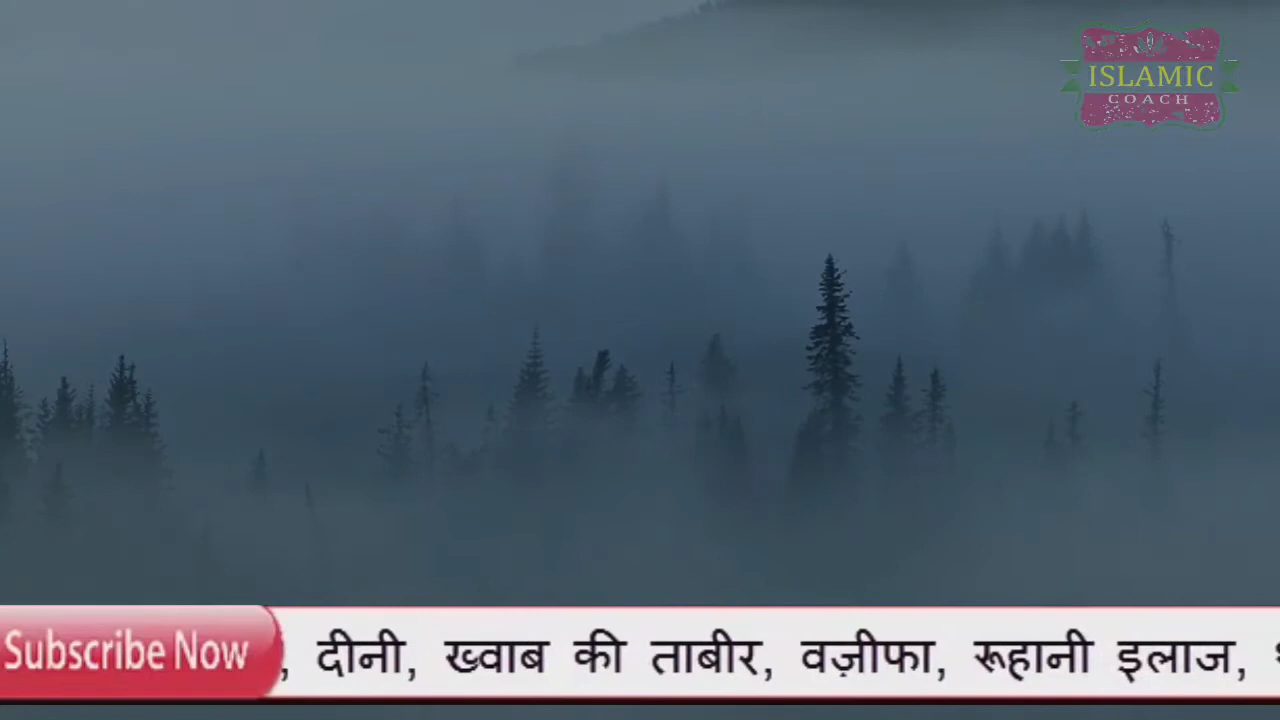 ISLAMIC
COACH
Subscribe Now , दीनी, ख्वाब की ताबीर, वज़ीफा, रूहानी इलाज,